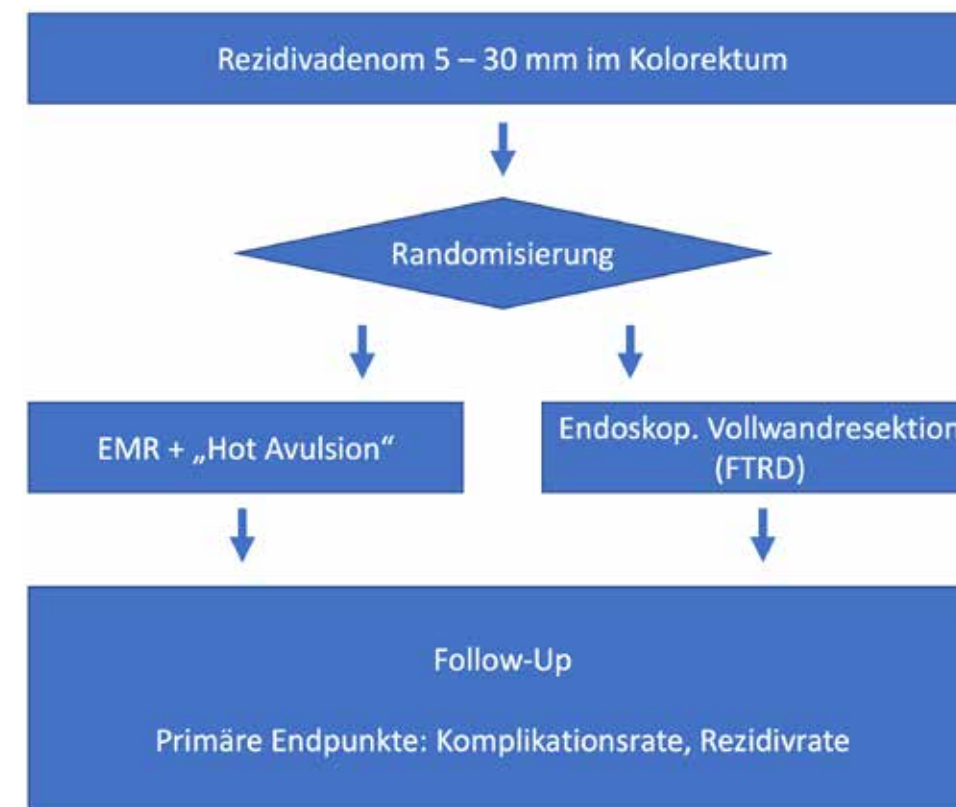 Rezidivadenom 5 – 30 mm im Kolorektum
Randomisierung
EMR + „Hot Avulsion“
Endoskop. Vollwandresektion
(FTRD)
Follow-Up
Primäre Endpunkte: Komplikationsrate, Rezidivrate